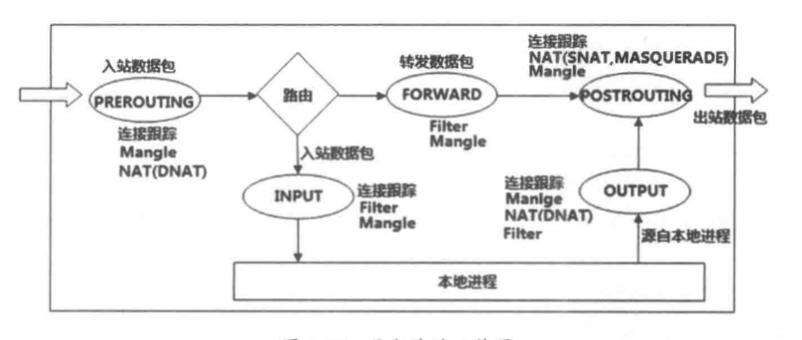 入站数据包
PREROUTING
连接跟踪
Mangle
NAT(DNAT)
路由
转发数据包
FORWARD
Filter
Mangle
连接跟踪
NAT(SNAT,MASQUERADE)
Mangle
POSTROUTING
出站数据包
入站数据包
INPUT
连接跟踪
Filter
Mangle
连接跟踪
Manlge
NAT(DNAT)
Filter
OUTPUT
源自本地进程
本地进程